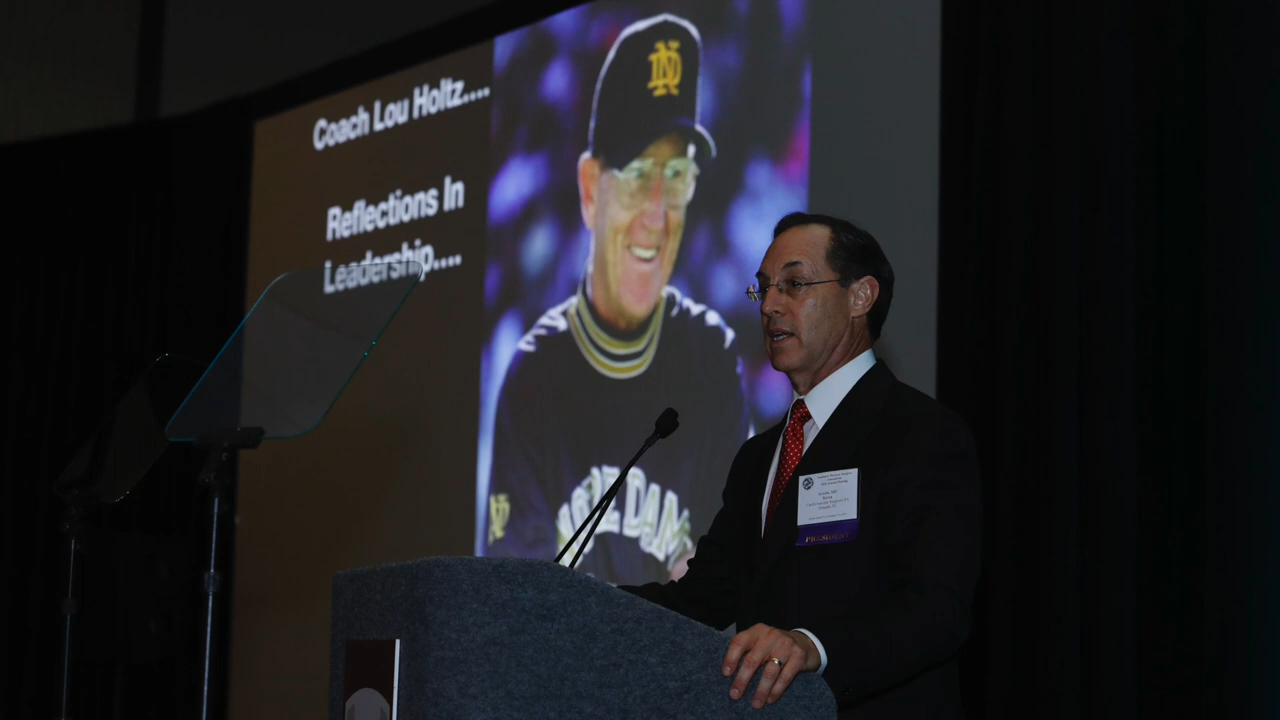 Coach Lou Holtz....
Reflections In
Leadership....
ND
NOTRE DAME
PRESIDENT